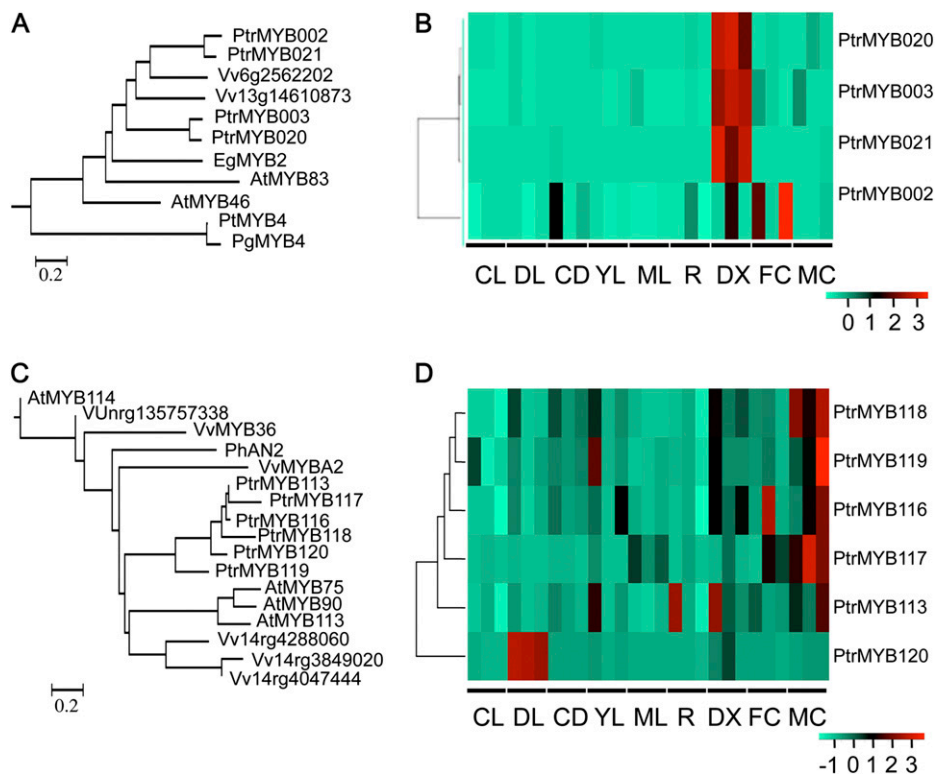 A
PtrMYB002
PtrMYB021
Vv6g2562202
Vv13g14610873
PtrMYB003
PtrMYB020
EgMYB2
AtMYB83
AtMYB46
PtMYB4
PgMYB4
0.2
B
PtrMYB020
PtrMYB003
PtrMYB021
PtrMYB002
CL DL CD YL ML R DX FC MC
0 1 2 3
C
AtMYB114
VUnrg135757338
VvMYB36
PhAN2
VvMYBA2
PtrMYB113
PtrMYB117
PtrMYB116
PtrMYB118
PtrMYB120
PtrMYB119
AtMYB75
AtMYB90
AtMYB113
Vv14rg4288060
Vv14rg3849020
Vv14rg4047444
0.2
D
PtrMYB118
PtrMYB119
PtrMYB116
PtrMYB117
PtrMYB113
PtrMYB120
CL DL CD YL ML R DX FC MC
-1 0 1 2 3